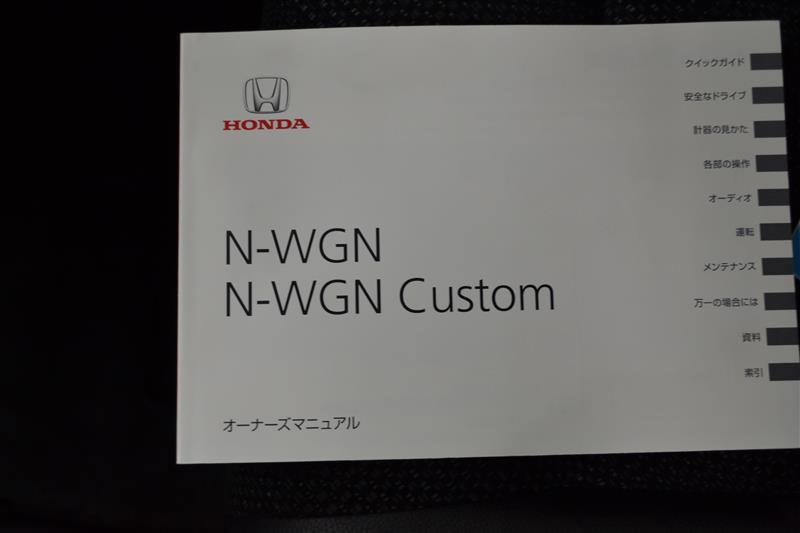 HONDA
N-WGN
N-WGN Custom
オーナーズマニュアル
クイックガイド
安全なドライブ
計器の見かた
各部の操作
オーディオ
運転
メンテナンス
万一の場合には
資料
索引